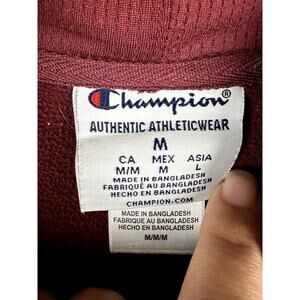 Champion®
AUTHENTIC ATHLETICWEAR
M
CA MEX ASIA
M/M M L
MADE IN BANGLADESH
FABRIQUÉ AU BANGLADESH
HECHO EN BANGLADESH
CHAMPION.COM
MADE IN BANGLADESH
FABRIQUÉ AU BANGLADESH
HECHO EN BANGLADESH
M/M/M